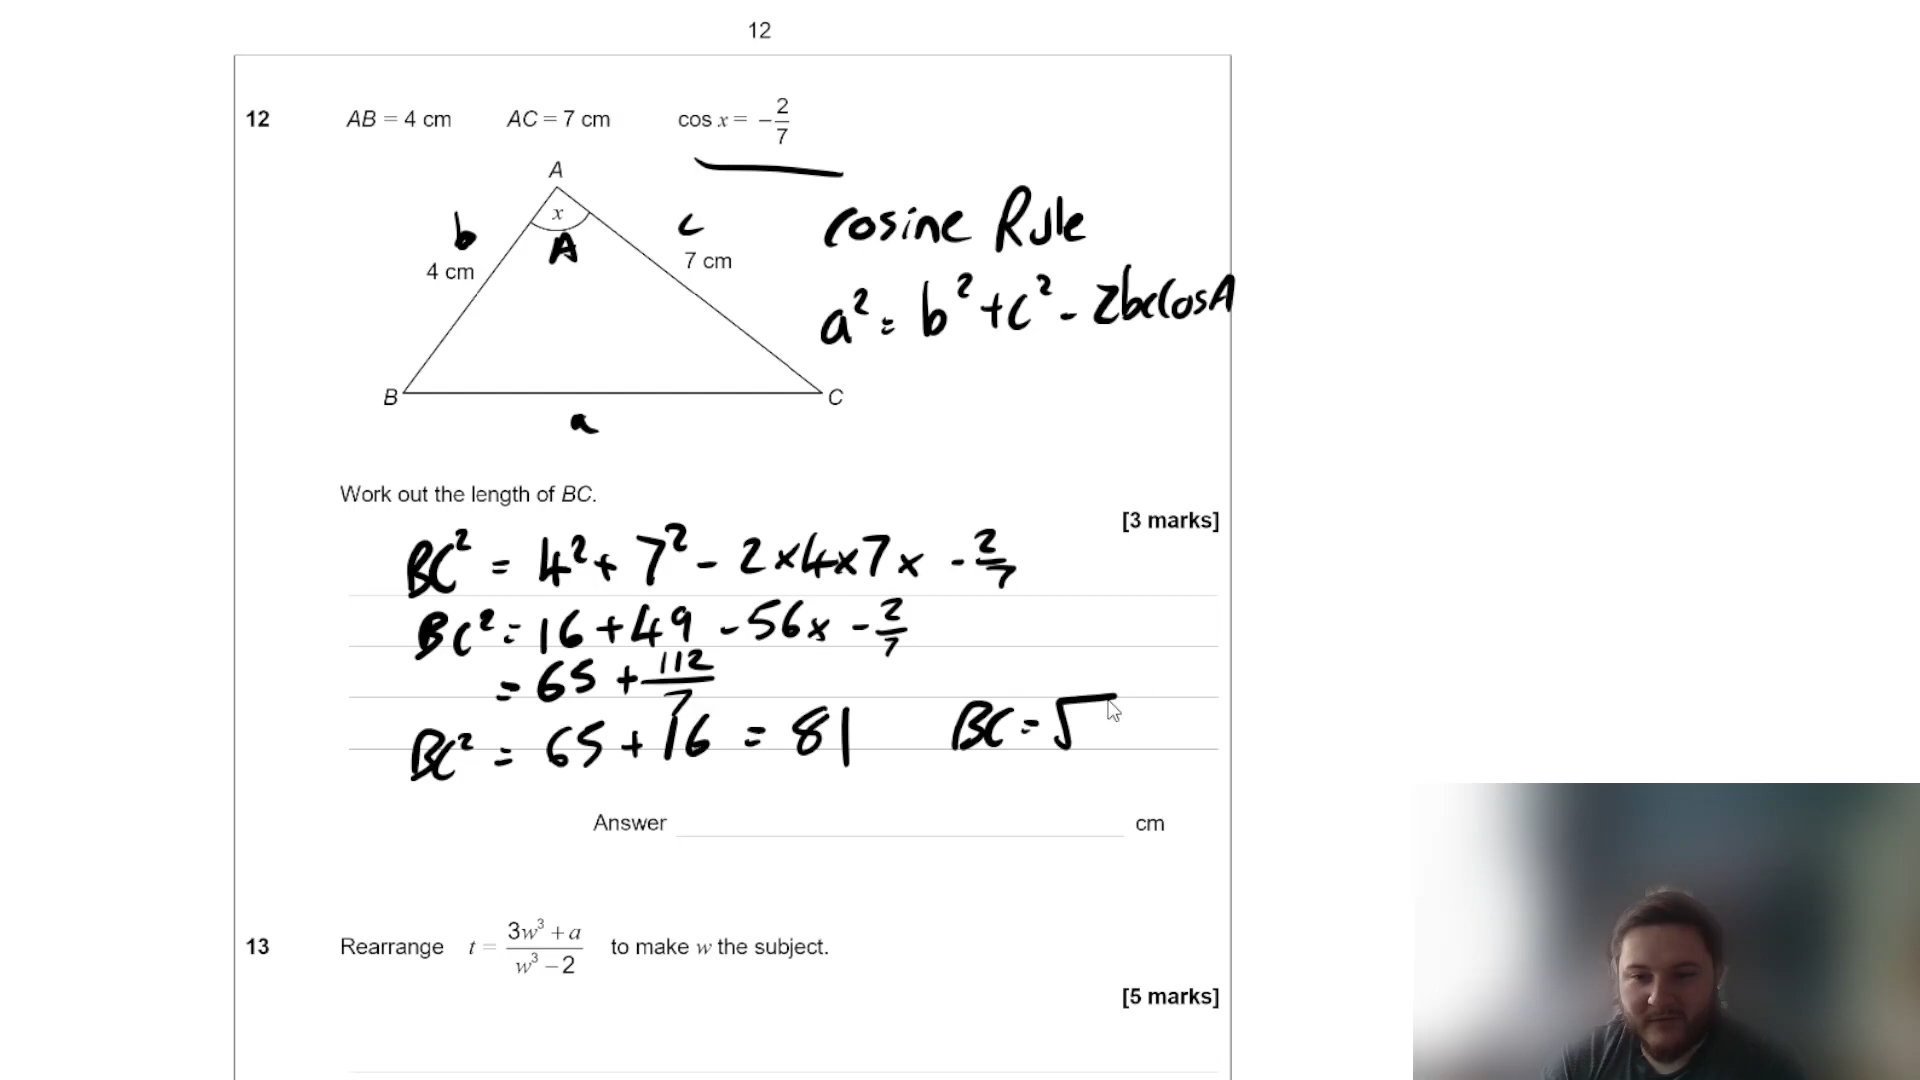 12
12 AB = 4 cm AC = 7 cm cos x = −2/7
A
x
A
b
4 cm
c
7 cm
B
C
a
cosine Rule
a² = b² + c² - 2bcCosA
Work out the length of BC.
[3 marks]
BC² = 4² + 7² - 2×4×7× -2/7
BC² = 16 + 49 - 56× -2/7
= 65 + 112/7
BC² = 65 + 16 = 81 BC = √
Answer cm
13 Rearrange t = (3w³ + a)/(w³ − 2) to make w the subject.
[5 marks]